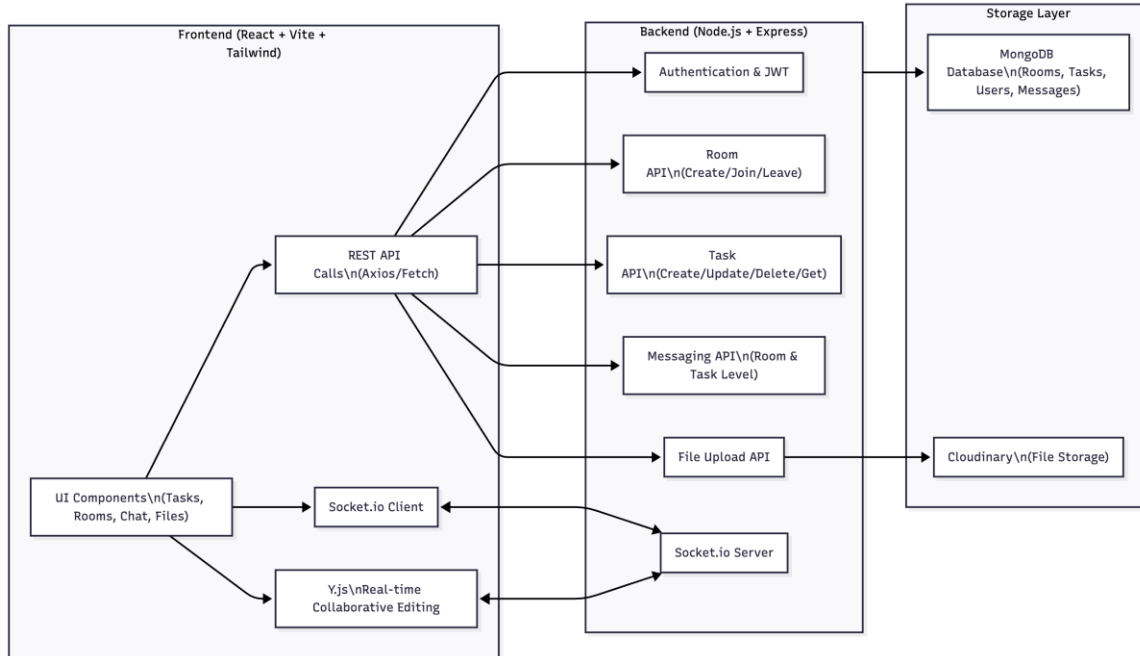 Frontend (React + Vite +
Tailwind)
UI Components\n(Tasks,
Rooms, Chat, Files)
REST API
Calls\n(Axios/Fetch)
Socket.io Client
Y.js\nReal-time
Collaborative Editing
Backend (Node.js + Express)
Authentication & JWT
Room
API\n(Create/Join/Leave)
Task
API\n(Create/Update/Delete/Get)
Messaging API\n(Room &
Task Level)
File Upload API
Socket.io Server
Storage Layer
MongoDB
Database\n(Rooms, Tasks,
Users, Messages)
Cloudinary\n(File Storage)